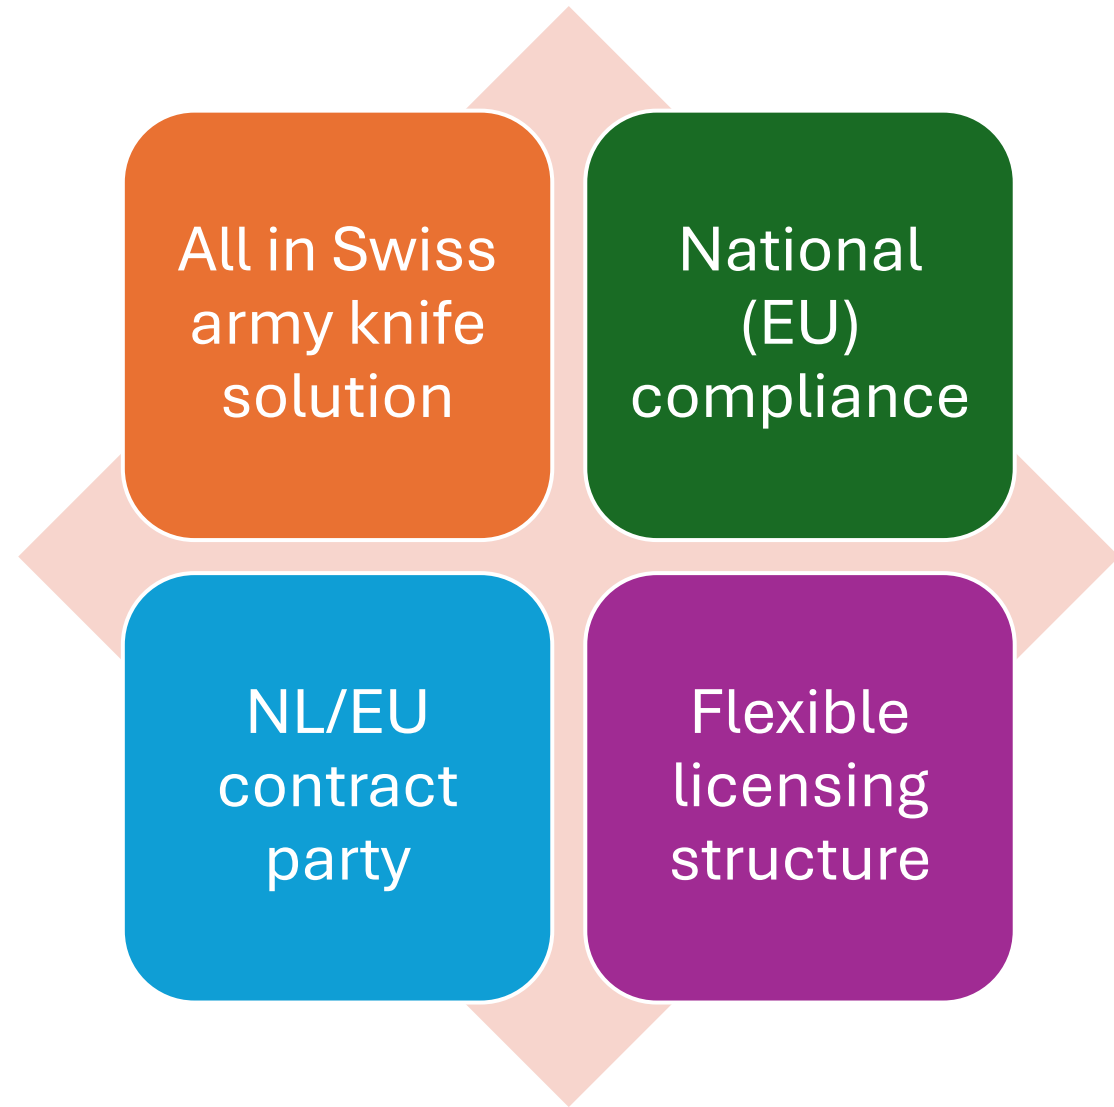 All in Swiss
army knife
solution
National
(EU)
compliance
NL/EU
contract
party
Flexible
licensing
structure